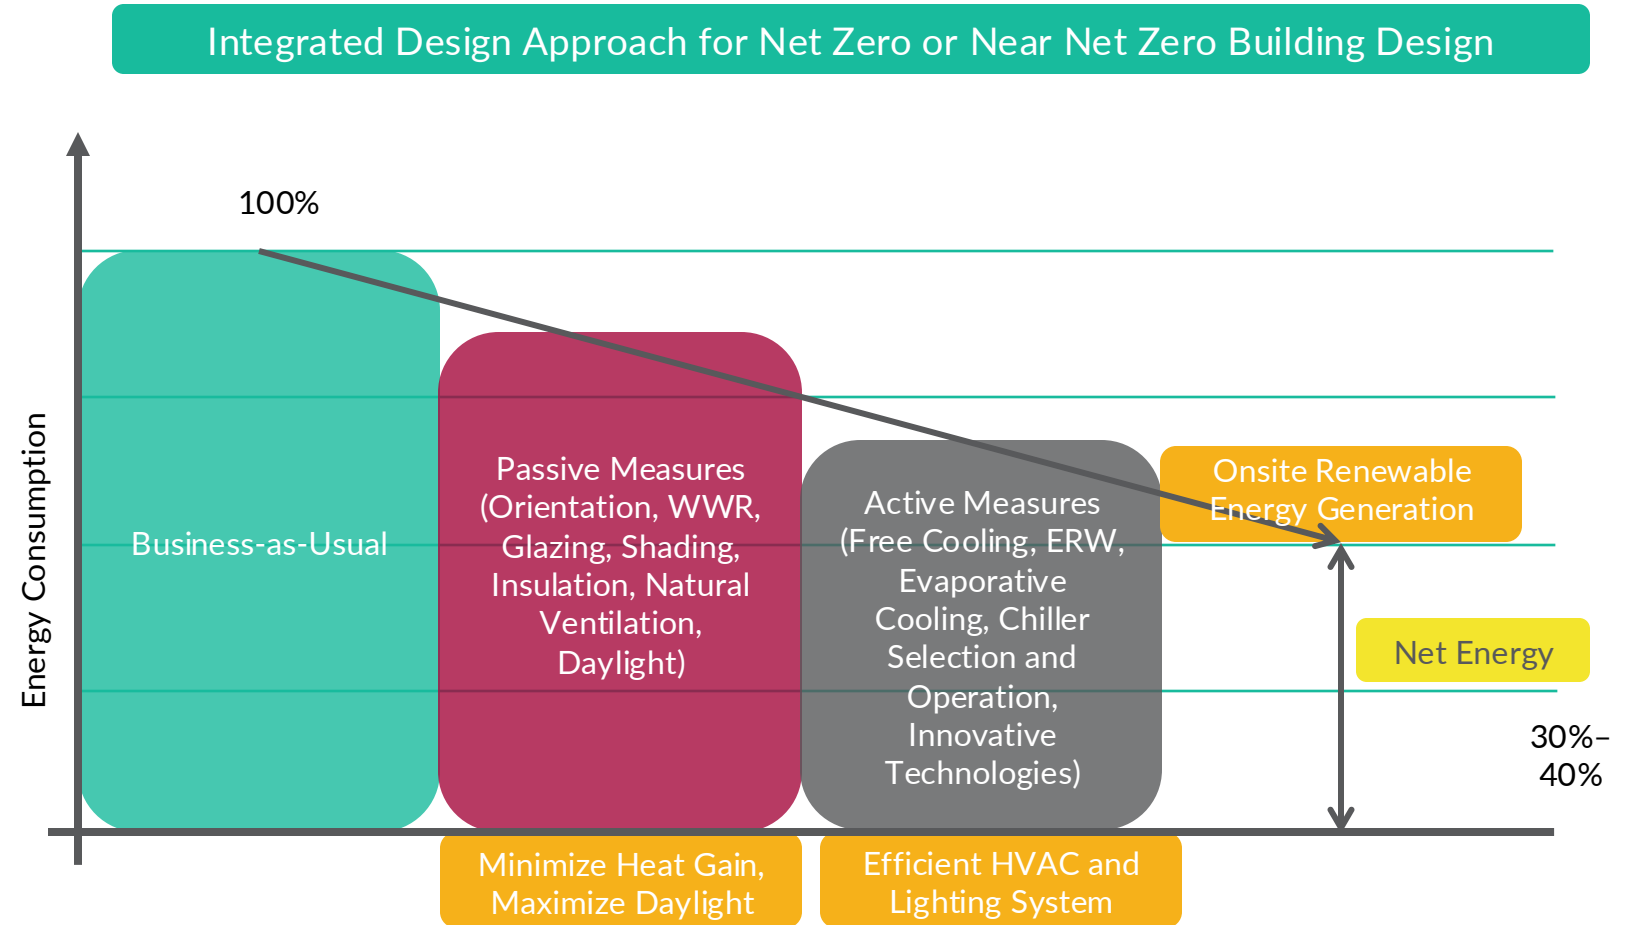 Integrated Design Approach for Net Zero or Near Net Zero Building Design
100%
Energy Consumption
Business-as-Usual
Passive Measures
(Orientation, WWR,
Glazing, Shading,
Insulation, Natural
Ventilation,
Daylight)
Active Measures
(Free Cooling, ERW,
Evaporative
Cooling, Chiller
Selection and
Operation,
Innovative
Technologies)
Onsite Renewable
Energy Generation
Net Energy
30%–
40%
Minimize Heat Gain,
Maximize Daylight
Efficient HVAC and
Lighting System